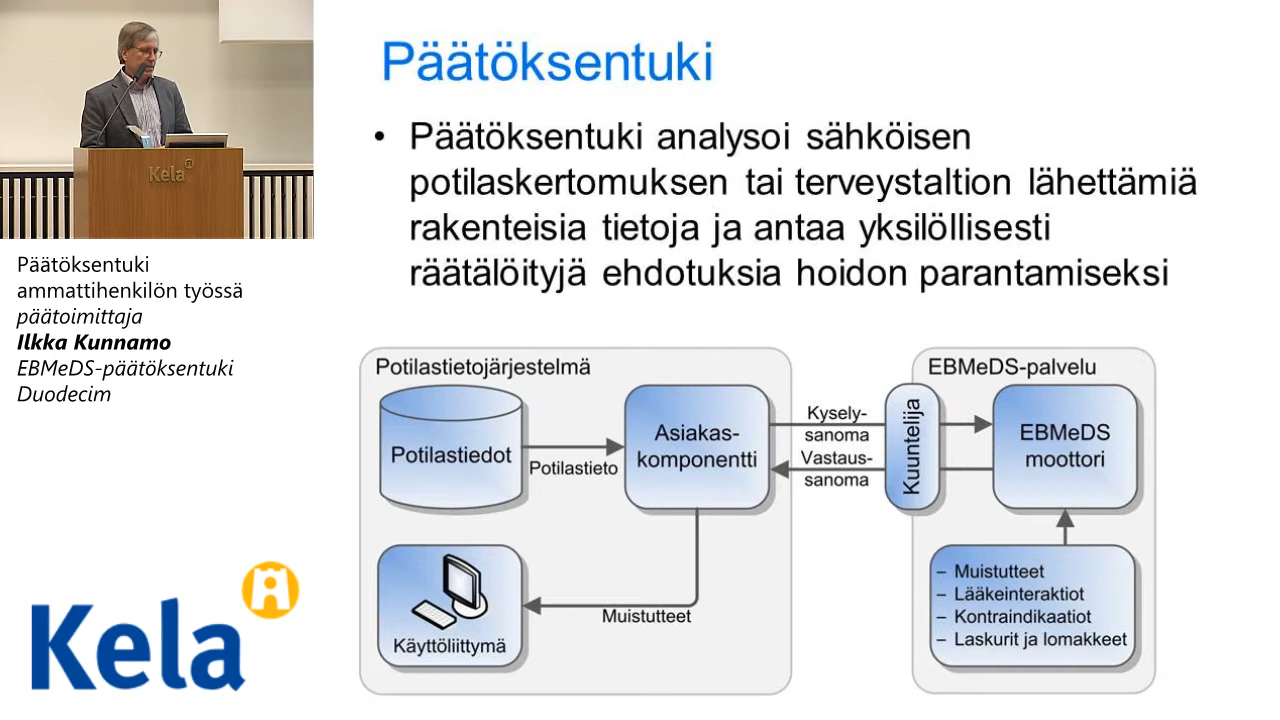 Kela
Päätöksentuki
ammattihenkilön työssä
päätoimittaja
Ilkka Kunnamo
EBMeDS-päätöksentuki
Duodecim
Kela
Päätöksentuki
• Päätöksentuki analysoi sähköisen
potilaskertomuksen tai terveystaltion lähettämiä
rakenteisia tietoja ja antaa yksilöllisesti
räätälöityjä ehdotuksia hoidon parantamiseksi
Potilastietojärjestelmä
Potilastiedot
Potilastieto
Asiakas-
komponentti
Kysely-
sanoma
Vastaus-
sanoma
Muistutteet
Käyttöliittymä
EBMeDS-palvelu
Kuuntelija
EBMeDS
moottori
– Muistutteet
– Lääkeinteraktiot
– Kontraindikaatiot
– Laskurit ja lomakkeet